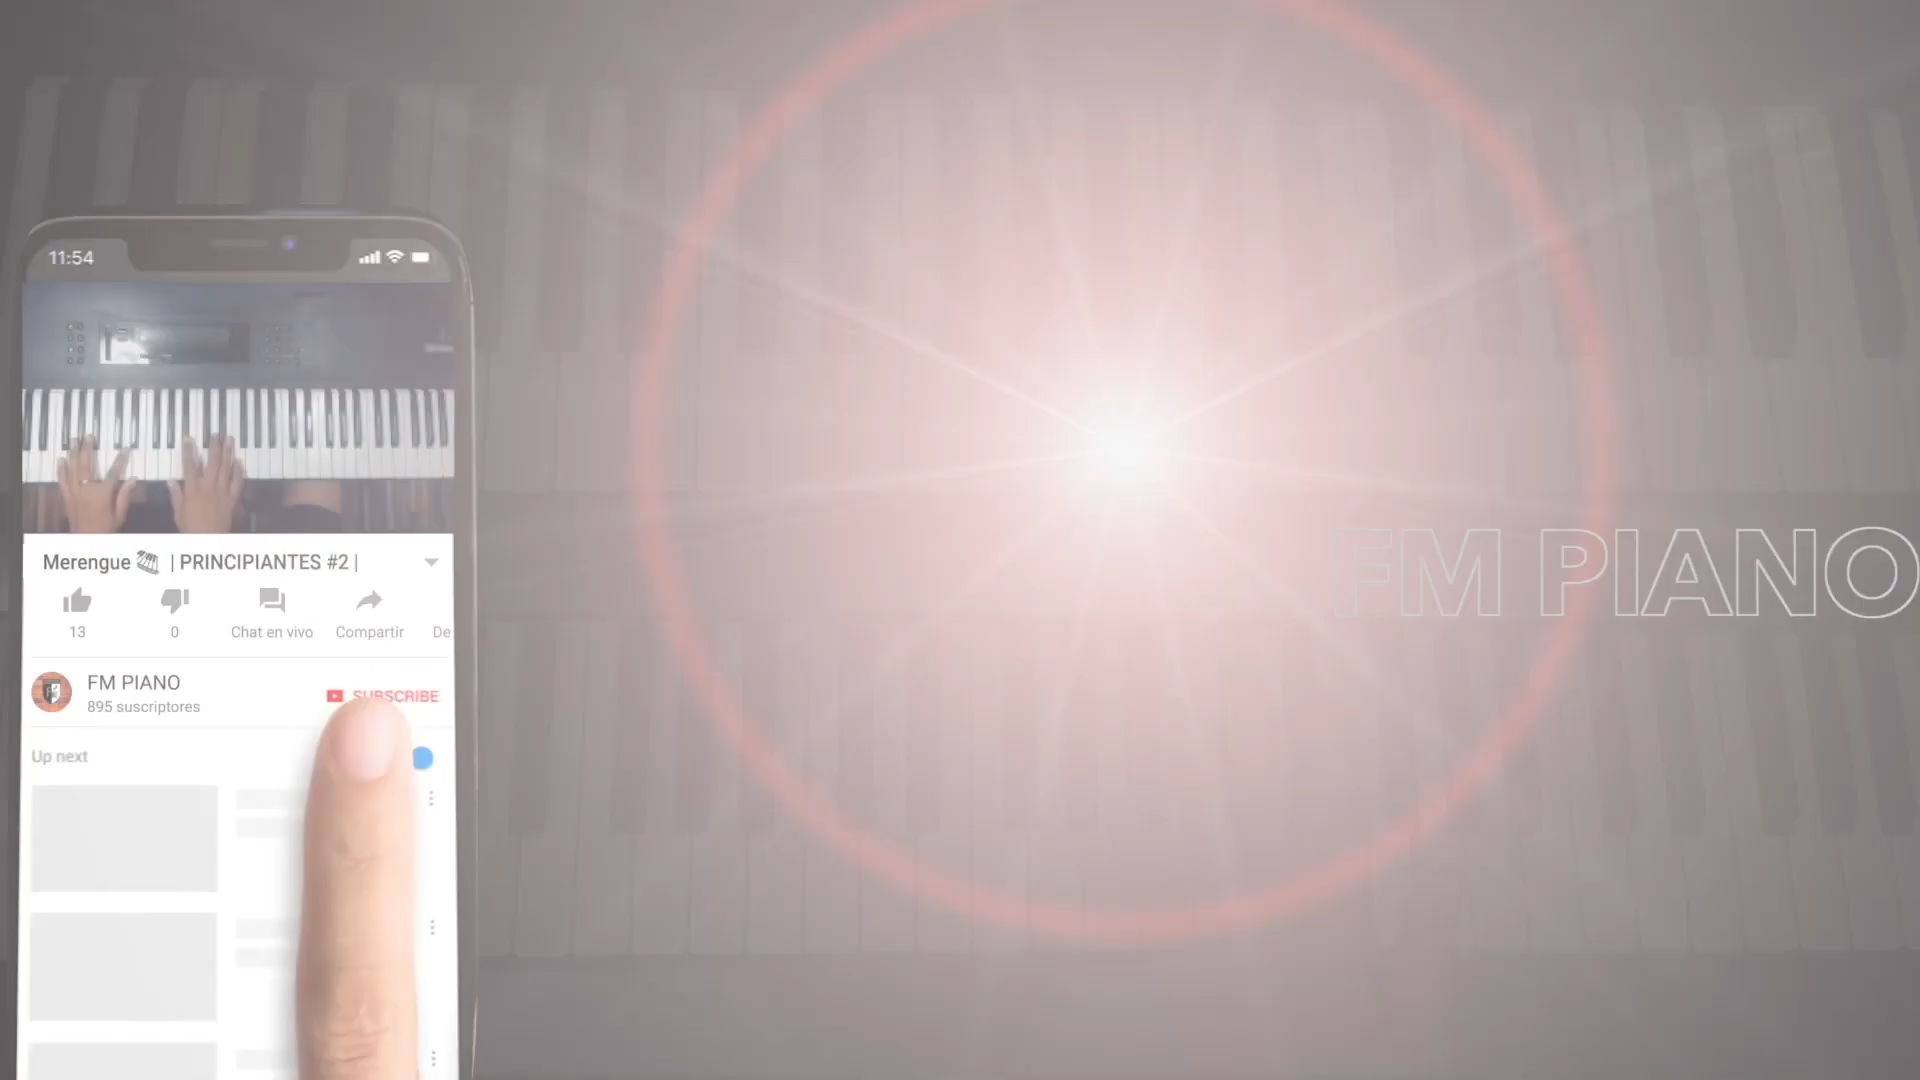 11:54
Merengue 🎹 | PRINCIPIANTES #2 |
13
0
Chat en vivo
Compartir
De
FM PIANO
895 suscriptores
SUBSCRIBE
Up next
FM PIANO